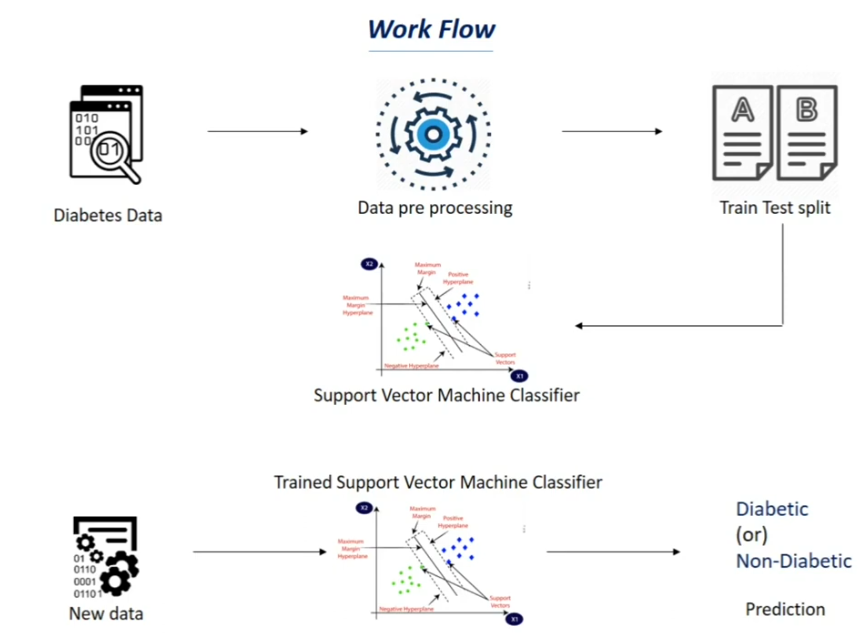 Work Flow
010
101
00
01
A
B
Diabetes Data
Data pre processing
Train Test split
X2
Maximum
Margin
Positive
Hyperplane
Maximum
Margin
Hyperplane
Support
Vectors
Negative Hyperplane
X1
Support Vector Machine Classifier
Trained Support Vector Machine Classifier
X2
Maximum
Margin
Positive
Hyperplane
Maximum
Margin
Hyperplane
Support
Vectors
Negative Hyperplane
X1
Diabetic
(or)
Non-Diabetic
01
0110
0001
01101
New data
Prediction